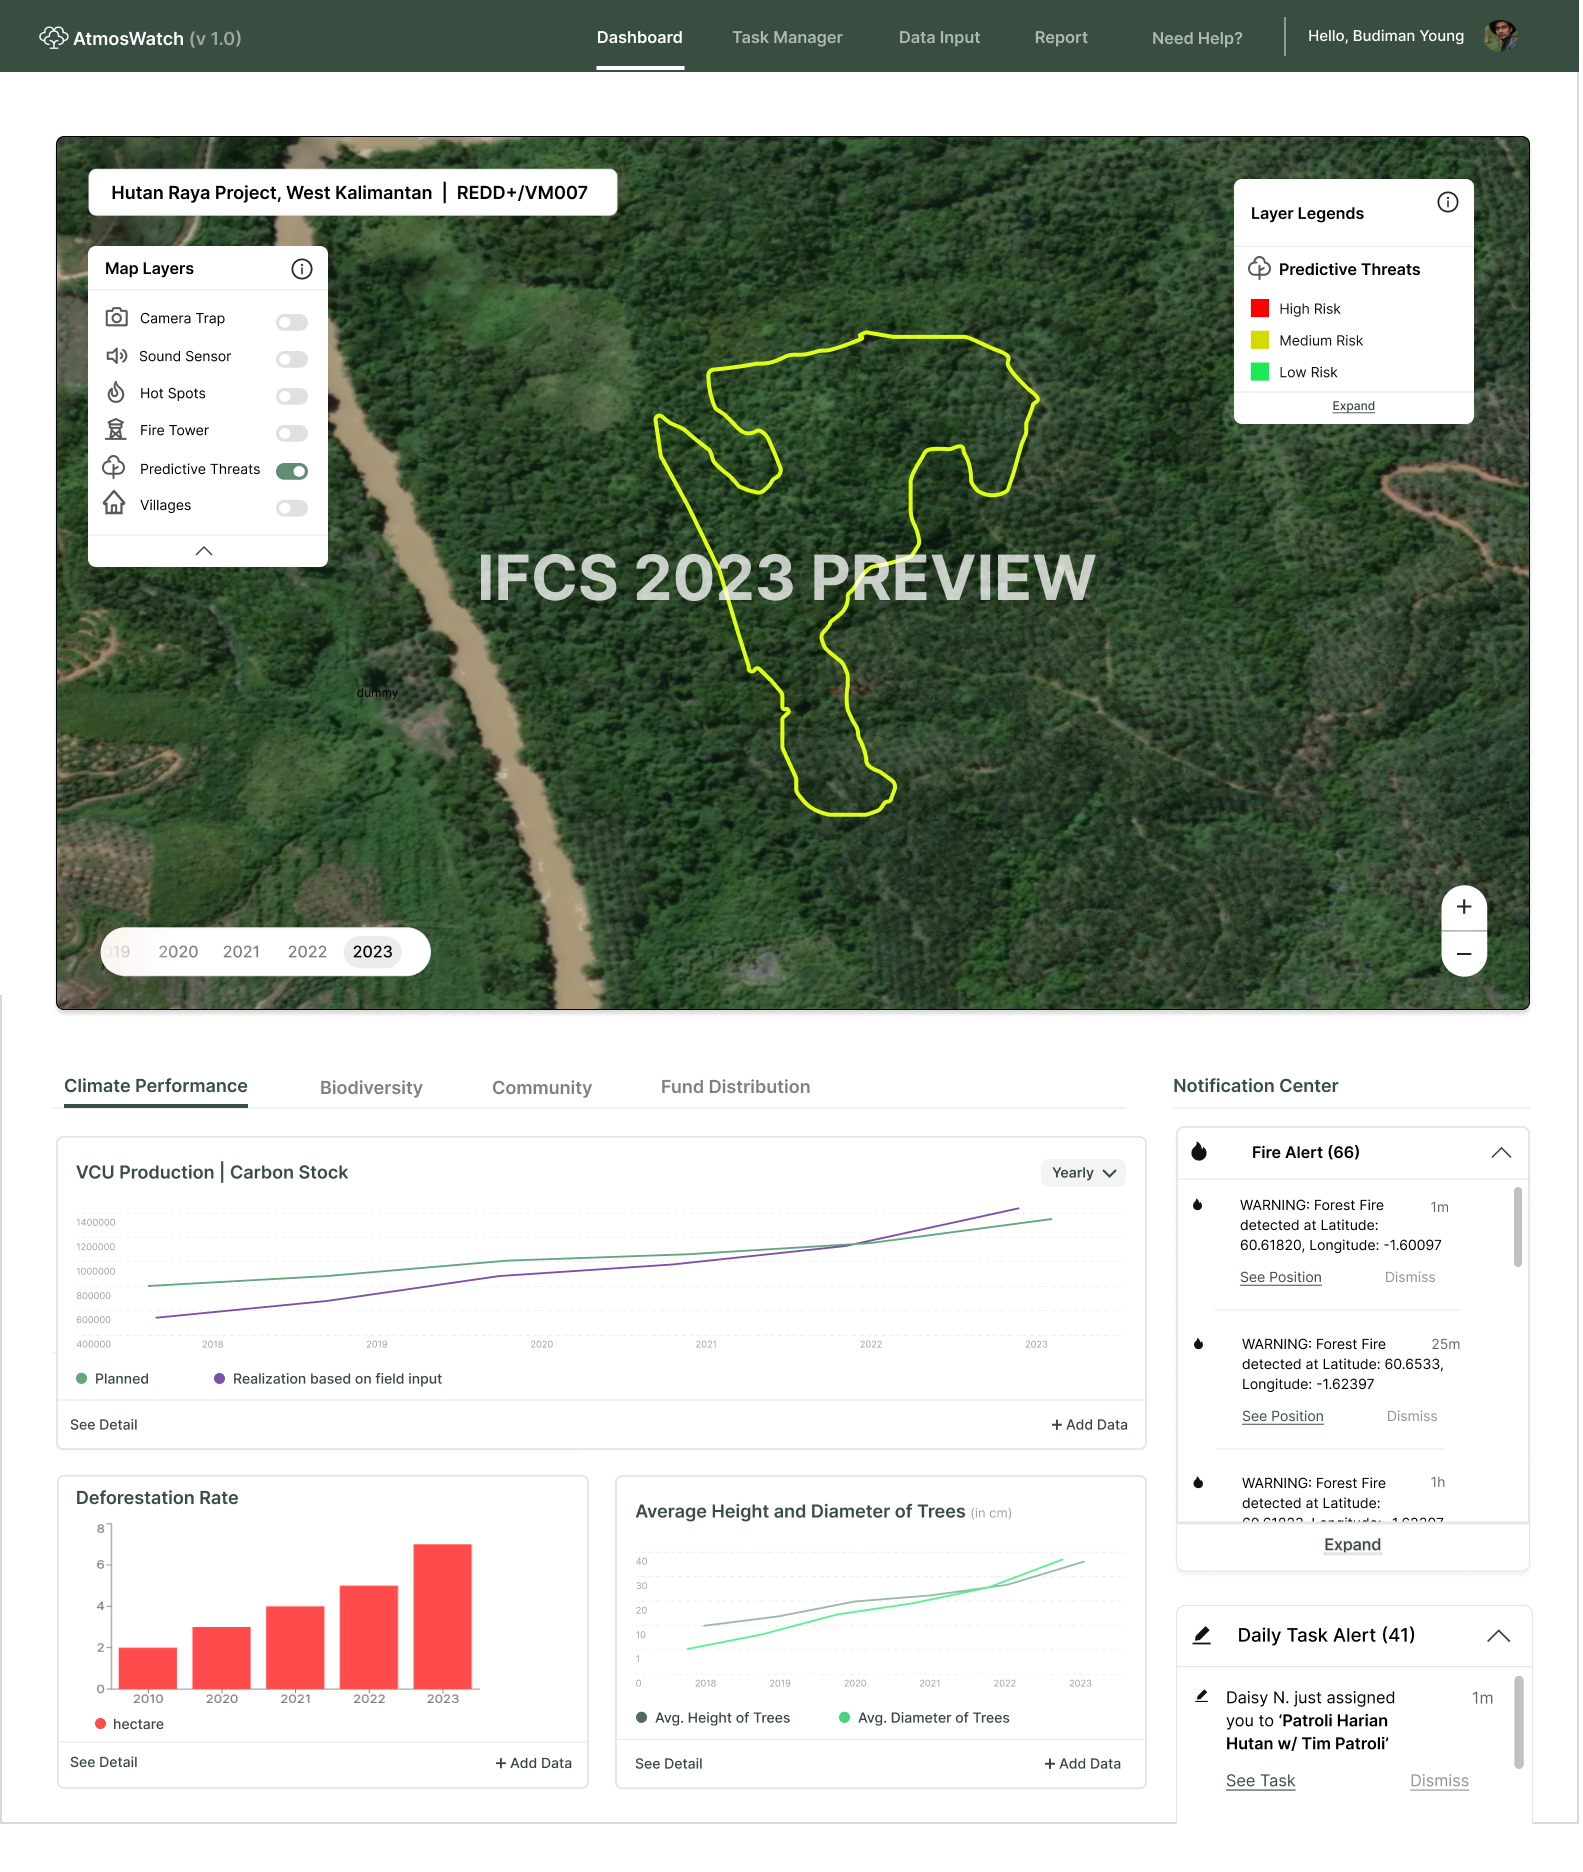 AtmosWatch (v 1.0)
Dashboard
Task Manager
Data Input
Report
Need Help?
Hello, Budiman Young
Hutan Raya Project, West Kalimantan | REDD+/VM007
Map Layers
Camera Trap
Sound Sensor
Hot Spots
Fire Tower
Predictive Threats
Villages
Layer Legends
Predictive Threats
High Risk
Medium Risk
Low Risk
Expand
IFCS 2023 PREVIEW
dummy
019 2020 2021 2022 2023
+
−
Climate Performance
Biodiversity
Community
Fund Distribution
VCU Production | Carbon Stock
Yearly
1400000
1200000
1000000
800000
600000
400000
2018 2019 2020 2021 2022 2023
Planned
Realization based on field input
See Detail
+ Add Data
Deforestation Rate
8
6
4
2
0
2010 2020 2021 2022 2023
hectare
See Detail
+ Add Data
Average Height and Diameter of Trees (in cm)
40
30
20
10
1
0
2018 2019 2020 2021 2022 2023
Avg. Height of Trees
Avg. Diameter of Trees
See Detail
+ Add Data
Notification Center
Fire Alert (66)
WARNING: Forest Fire
detected at Latitude:
60.61820, Longitude: -1.60097
1m
See Position
Dismiss
WARNING: Forest Fire
detected at Latitude: 60.6533,
Longitude: -1.62397
25m
See Position
Dismiss
WARNING: Forest Fire
detected at Latitude:
1h
Expand
Daily Task Alert (41)
Daisy N. just assigned
you to ‘Patroli Harian
Hutan w/ Tim Patroli’
1m
See Task
Dismiss